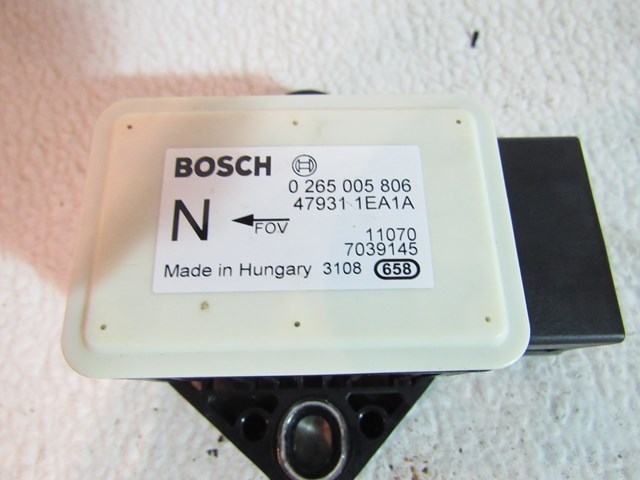 BOSCH
0 265 005 806
47931 1EA1A
N
FOV
11070
7039145
Made in Hungary 3108 658